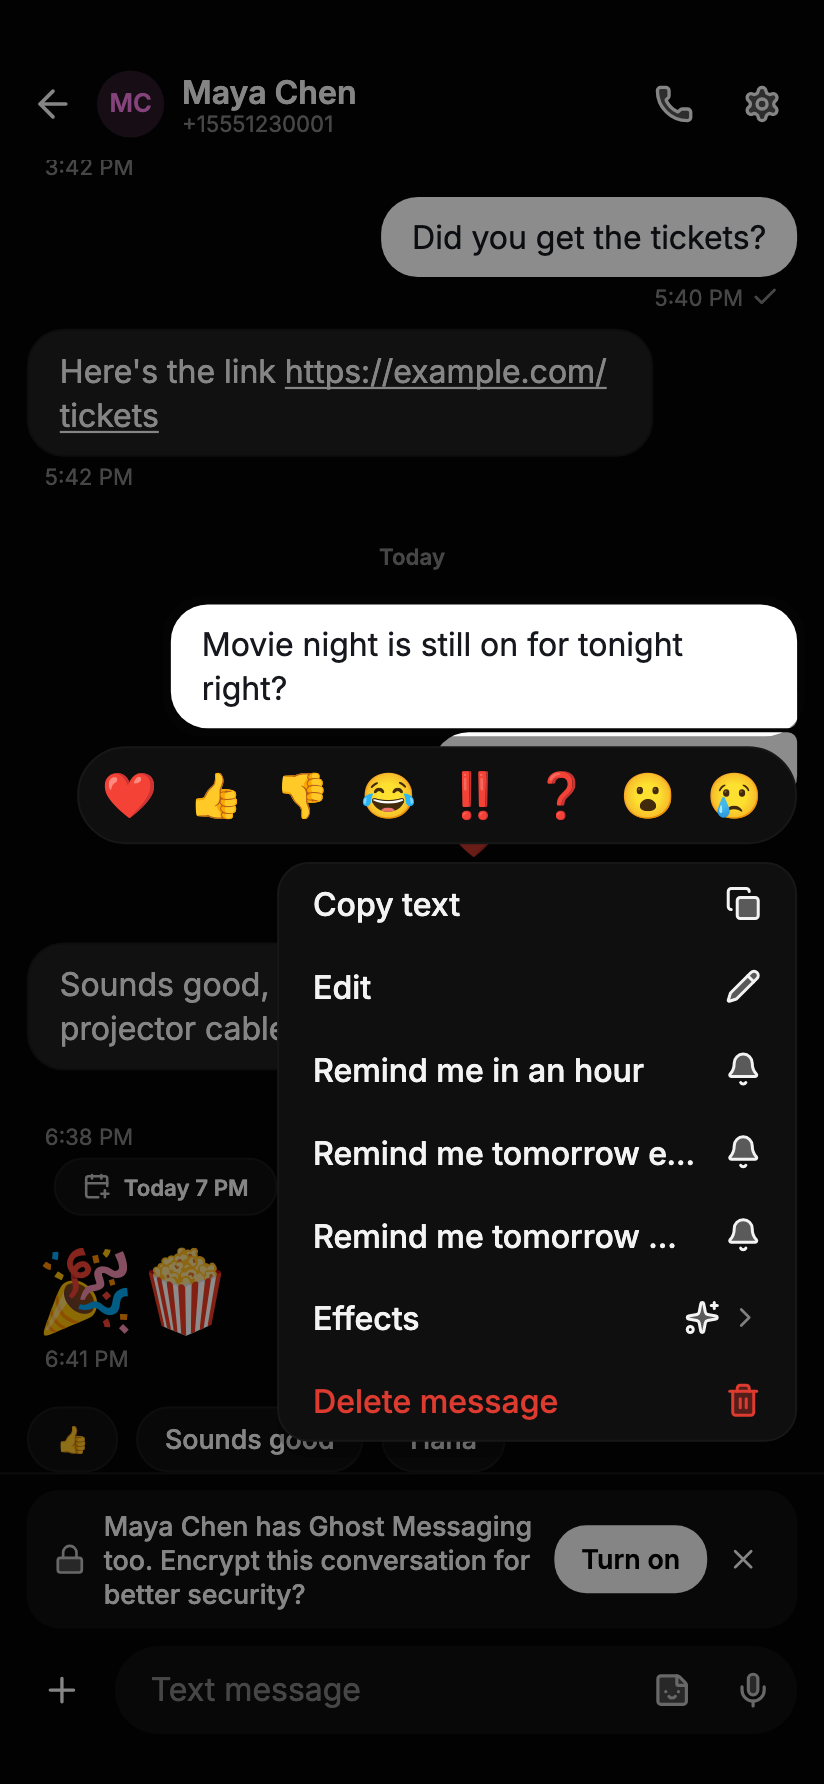 MC
Maya Chen
+15551230001
3:42 PM
Did you get the tickets?
5:40 PM
Here's the link https://example.com/
tickets
5:42 PM
Today
Movie night is still on for tonight
right?
❤️ 👍 👎 😂 ‼️ ❓ 😮 😢
Copy text
Edit
Sounds good,
projector cable
Remind me in an hour
6:38 PM
Remind me tomorrow e...
Today 7 PM
Remind me tomorrow ...
🎉 🍿
Effects
6:41 PM
Delete message
👍
Sounds good
Haha
Maya Chen has Ghost Messaging
too. Encrypt this conversation for
better security?
Turn on
Text message